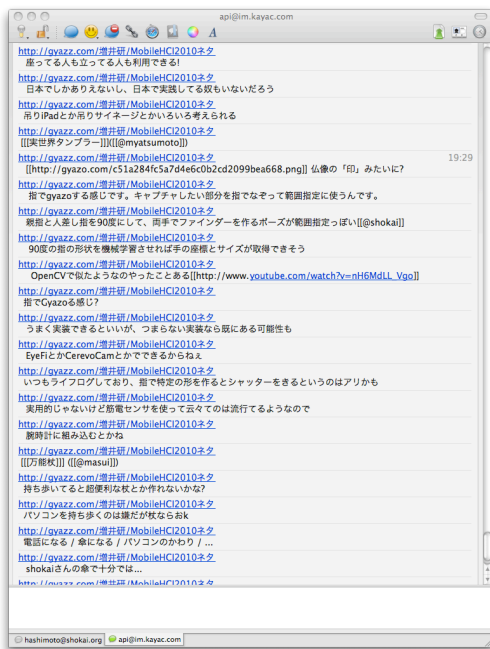 api@im.kayac.com
http://gyazz.com/増井研/MobileHCI2010ネタ
座ってる人も立ってる人も利用できる!
http://gyazz.com/増井研/MobileHCI2010ネタ
日本でしかありえないし、日本で実践してる奴もいないだろう
http://gyazz.com/増井研/MobileHCI2010ネタ
吊りiPadとか吊りサイネージとかいろいろ考えられる
http://gyazz.com/増井研/MobileHCI2010ネタ
[[[実世界タンブラー]]]([[@myatsumoto]])
http://gyazz.com/増井研/MobileHCI2010ネタ 19:29
[[http://gyazo.com/c51a284fc5a7d4e6c0b2cd2099bea668.png]] 仏像の「印」みたいに?
http://gyazz.com/増井研/MobileHCI2010ネタ
指でgyazoする感じです。キャプチャしたい部分を指でなぞって範囲指定に使うんです。
http://gyazz.com/増井研/MobileHCI2010ネタ
親指と人差し指を90度にして、両手でファインダーを作るポーズが範囲指定っぽい[[@shokai]]
http://gyazz.com/増井研/MobileHCI2010ネタ
90度の指の形状を機械学習させれば手の座標とサイズが取得できそう
http://gyazz.com/増井研/MobileHCI2010ネタ
OpenCVで似たようなのやったことある[[http://www.youtube.com/watch?v=nH6MdLL_Vgo]]
http://gyazz.com/増井研/MobileHCI2010ネタ
指でGyazoる感じ?
http://gyazz.com/増井研/MobileHCI2010ネタ
うまく実装できるといいが、つまらない実装なら既にある可能性も
http://gyazz.com/増井研/MobileHCI2010ネタ
EyeFiとかCerevoCamとかでできるからねぇ
http://gyazz.com/増井研/MobileHCI2010ネタ
いつもライフログしており、指で特定の形を作るとシャッターをきるというのはアリかも
http://gyazz.com/増井研/MobileHCI2010ネタ
実用的じゃないけど筋電センサを使って云々てのは流行てるようなので
http://gyazz.com/増井研/MobileHCI2010ネタ
腕時計に組み込むとかね
http://gyazz.com/増井研/MobileHCI2010ネタ
[[[万能杖]]] ([[@masui]])
http://gyazz.com/増井研/MobileHCI2010ネタ
持ち歩いてると超便利な杖とか作れないかな?
http://gyazz.com/増井研/MobileHCI2010ネタ
パソコンを持ち歩くのは嫌だが杖ならおk
http://gyazz.com/増井研/MobileHCI2010ネタ
電話になる / 傘になる / パソコンのかわり / ...
http://gyazz.com/増井研/MobileHCI2010ネタ
shokaiさんの傘で十分では...
http://gyazz.com/増井研/MobileHCI2010ネタ
hashimoto@shokai.org api@im.kayac.com